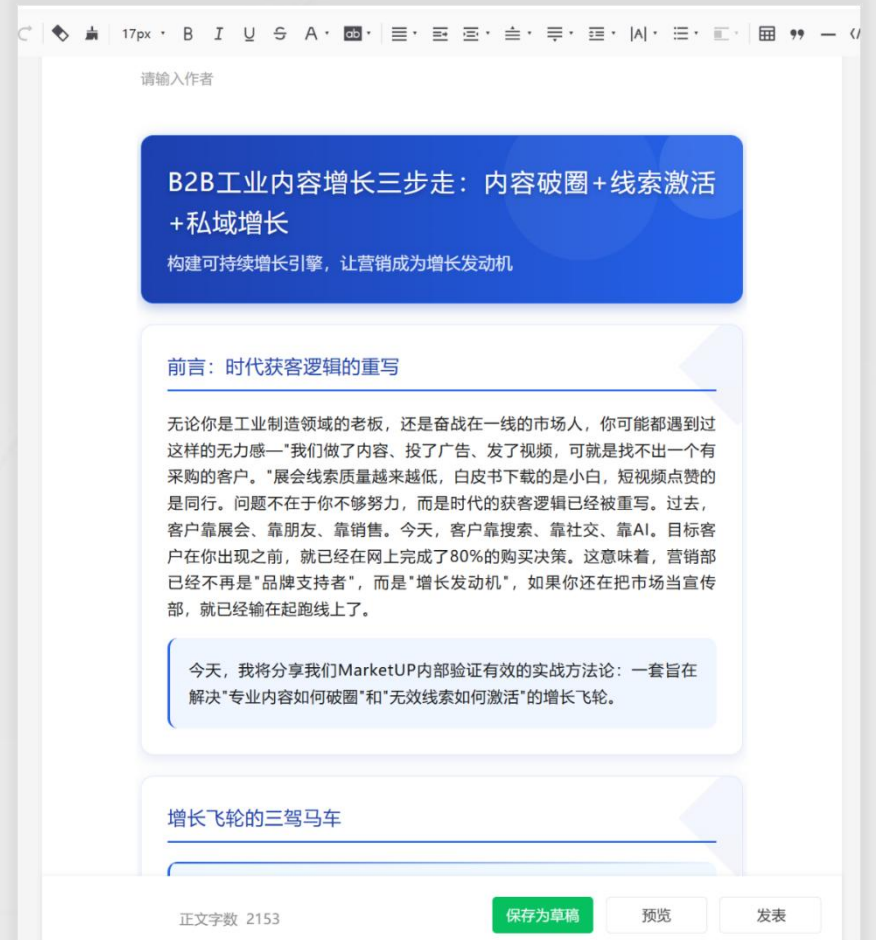 17px B I U S A ab |A|
请输入作者
B2B工业内容增长三步走：内容破圈+线索激活
+私域增长
构建可持续增长引擎，让营销成为增长发动机
前言：时代获客逻辑的重写
无论你是工业制造领域的老板，还是奋战在一线的市场人，你可能都遇到过
这样的无力感—"我们做了内容、投了广告、发了视频，可就是找不出一个有
采购的客户。"展会线索质量越来越低，白皮书下载的是小白，短视频点赞的
是同行。问题不在于你不够努力，而是时代的获客逻辑已经被重写。过去，
客户靠展会、靠朋友、靠销售。今天，客户靠搜索、靠社交、靠AI。目标客
户在你出现之前，就已经在网上完成了80%的购买决策。这意味着，营销部
已经不再是"品牌支持者"，而是"增长发动机"，如果你还在把市场当宣传
部，就已经输在起跑线上了。
今天，我将分享我们MarketUP内部验证有效的实战方法论：一套旨在
解决"专业内容如何破圈"和"无效线索如何激活"的增长飞轮。
增长飞轮的三驾马车
正文字数 2153 保存为草稿 预览 发表